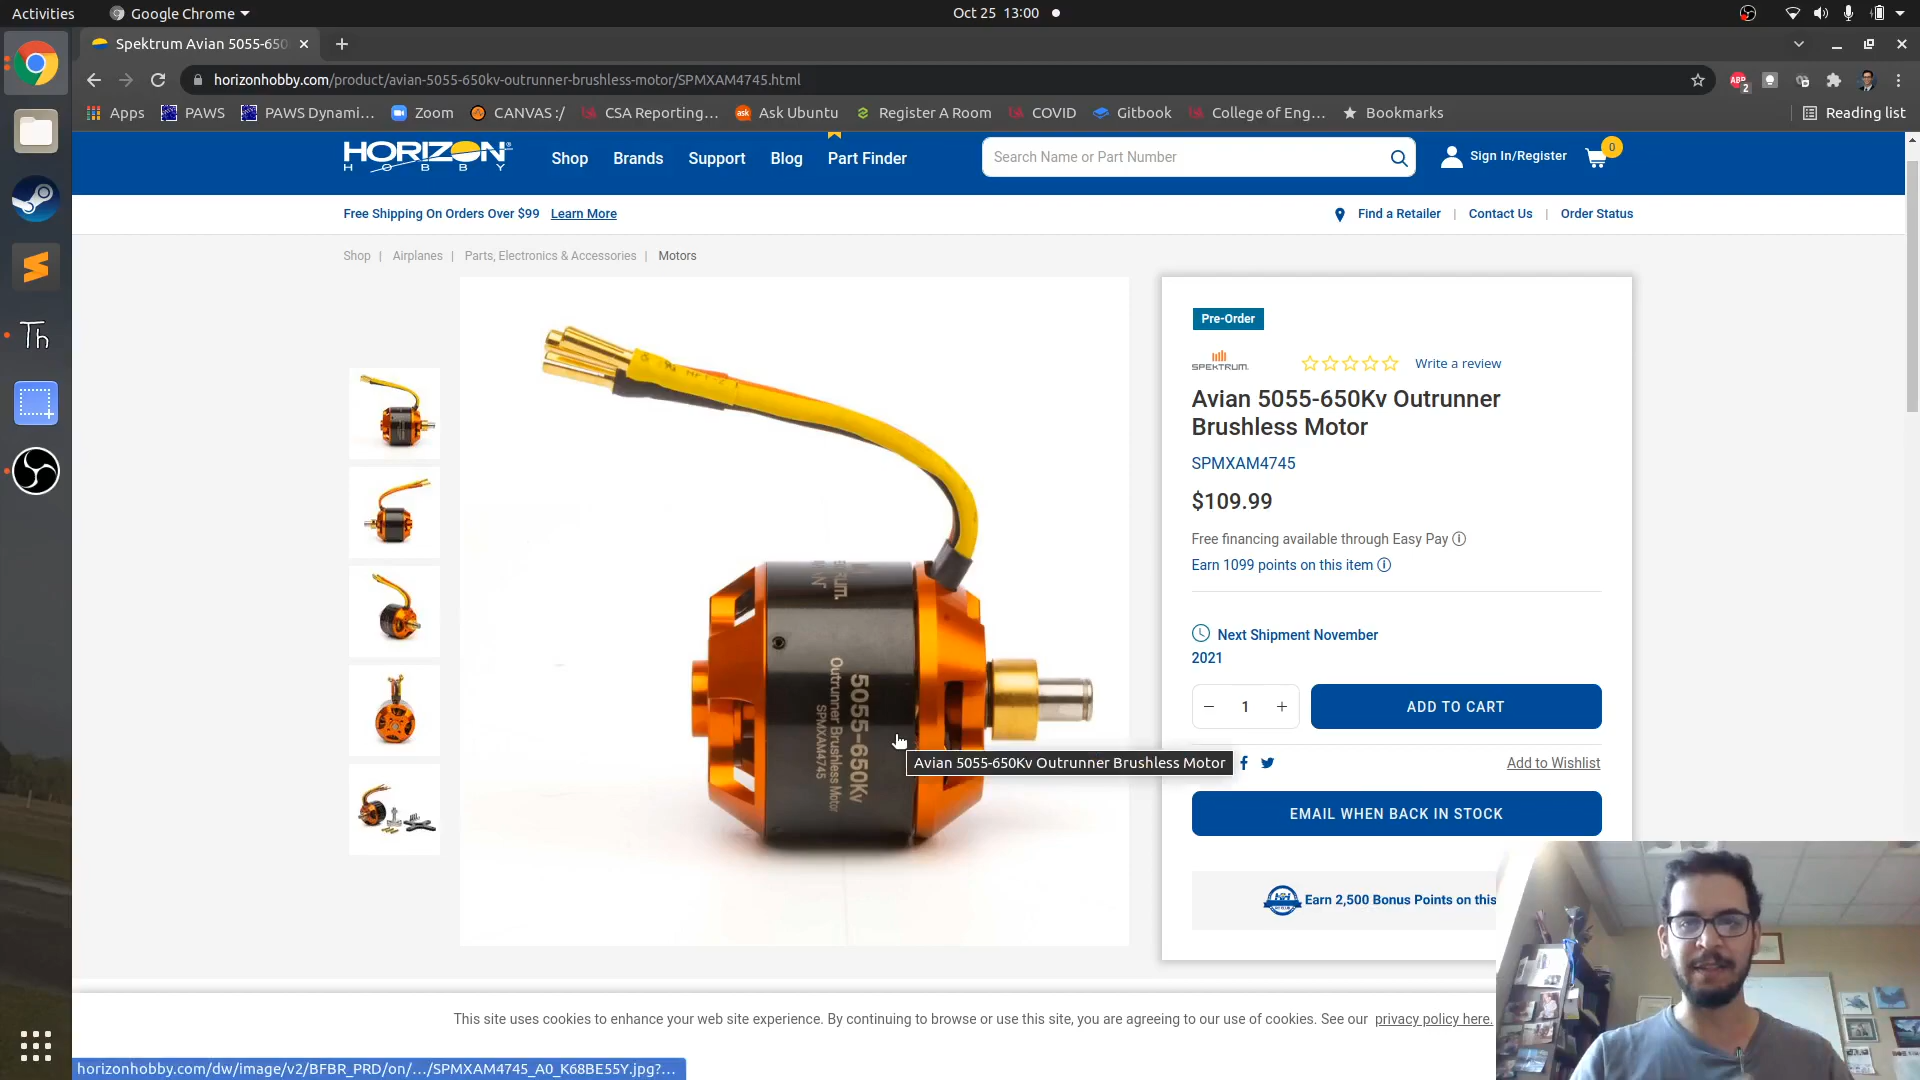 Activities
Google Chrome
Oct 25 13:00
Spektrum Avian 5055-650
horizonhobby.com/product/avian-5055-650kv-outrunner-brushless-motor/SPMXAM4745.html
ABP
2
Apps
PAWS
PAWS Dynami...
Zoom
CANVAS :/
CSA Reporting...
ask
Ask Ubuntu
Register A Room
COVID
Gitbook
College of Eng...
Bookmarks
Reading list
HORIZON
HOBBY
Shop
Brands
Support
Blog
Part Finder
Search Name or Part Number
Sign In/Register
0
Free Shipping On Orders Over $99 Learn More
Find a Retailer | Contact Us | Order Status
Shop | Airplanes | Parts, Electronics & Accessories | Motors
Th
Pre-Order
SPEKTRUM
Write a review
Avian 5055-650Kv Outrunner
Brushless Motor
SPMXAM4745
$109.99
Free financing available through Easy Pay
Earn 1099 points on this item
Next Shipment November
2021
− 1 +
ADD TO CART
5055-650Kv
Outrunner Brushless Motor
SPMXAM4745
Avian 5055-650Kv Outrunner Brushless Motor
Add to Wishlist
EMAIL WHEN BACK IN STOCK
Earn 2,500 Bonus Points on this
This site uses cookies to enhance your web site experience. By continuing to browse or use this site, you are agreeing to our use of cookies. See our privacy policy here.
horizonhobby.com/dw/image/v2/BFBR_PRD/on/.../SPMXAM4745_A0_K68BE55Y.jpg?...